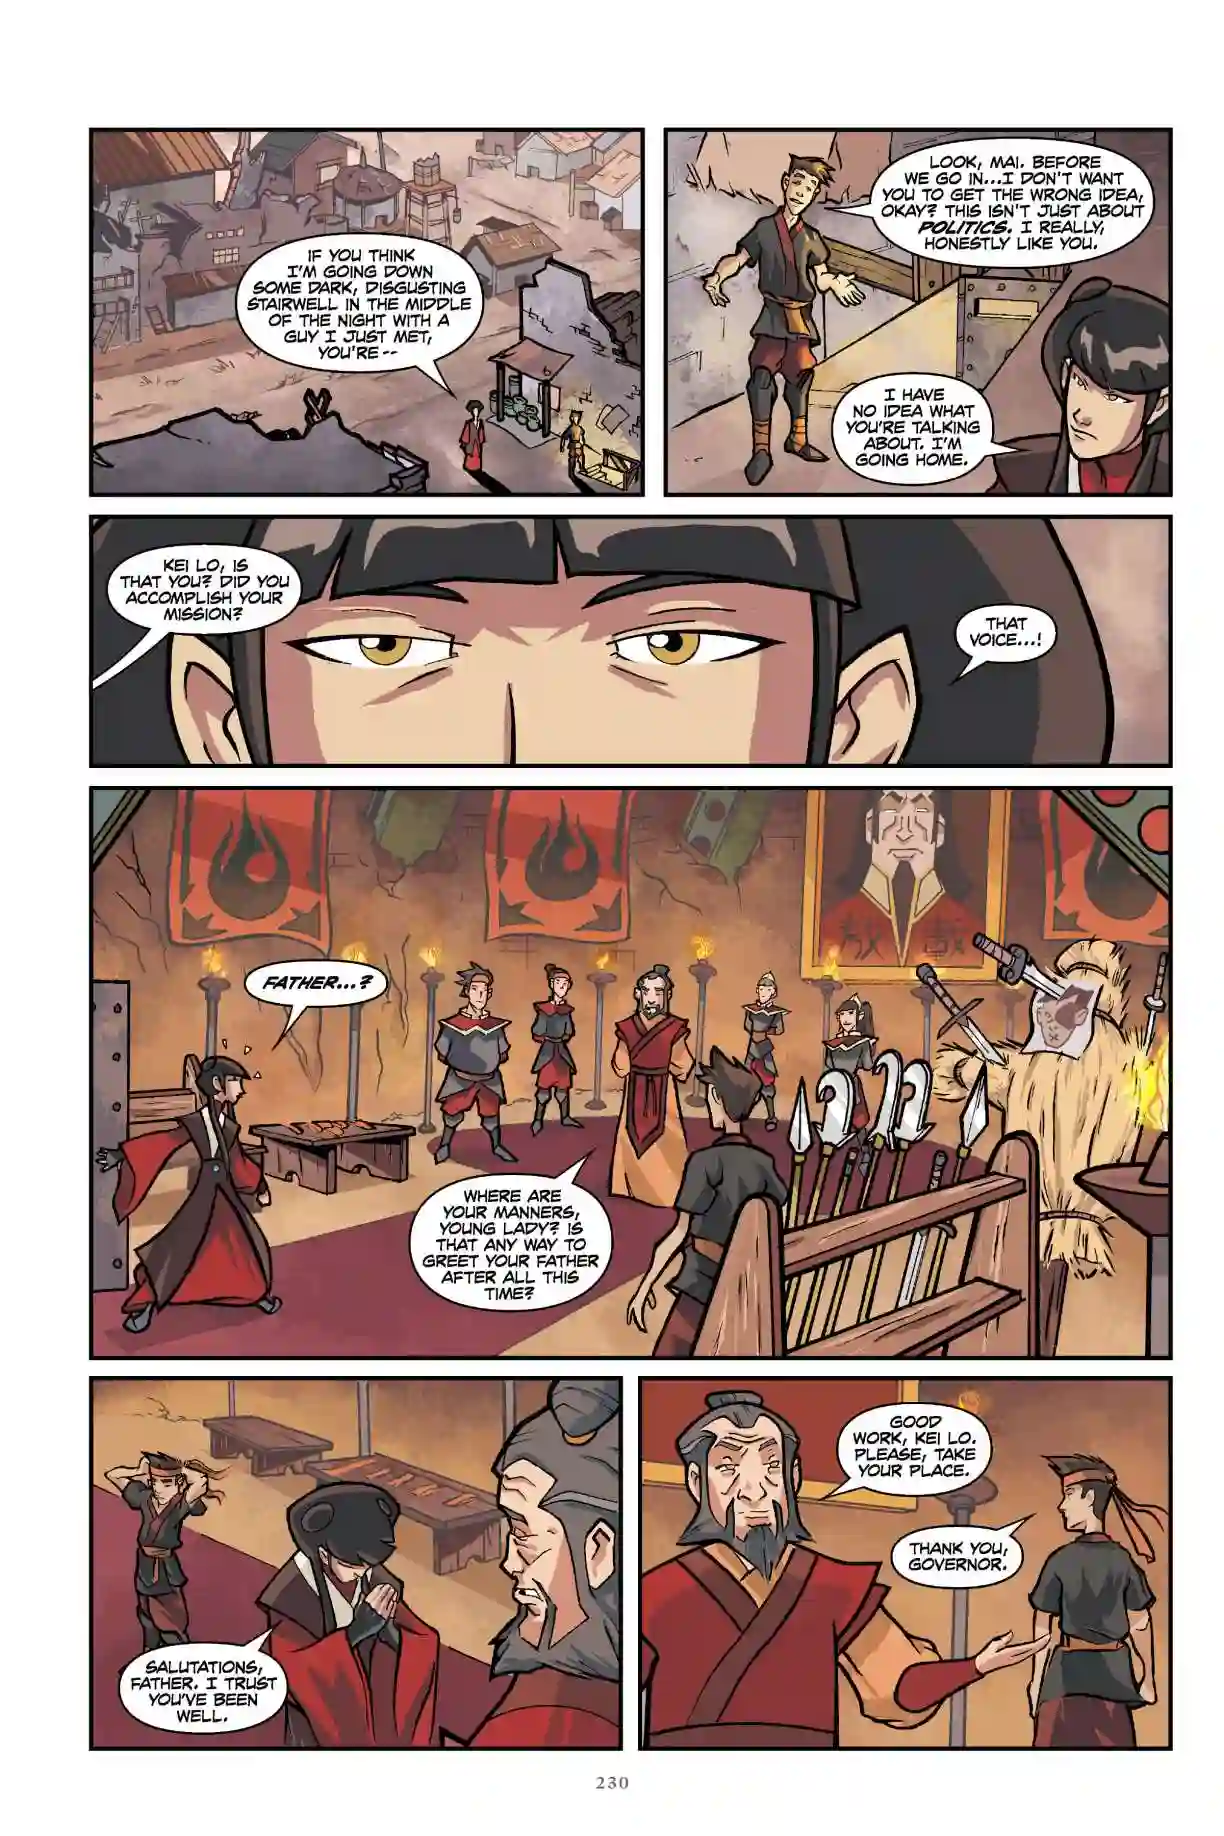 IF YOU THINK
I'M GOING DOWN
SOME DARK, DISGUSTING
STAIRWELL IN THE MIDDLE
OF THE NIGHT WITH A
GUY I JUST MET,
YOU'RE --
LOOK, MAI. BEFORE
WE GO IN...I DON'T WANT
YOU TO GET THE WRONG IDEA,
OKAY? THIS ISN'T JUST ABOUT
POLITICS. I REALLY,
HONESTLY LIKE YOU.
I HAVE
NO IDEA WHAT
YOU'RE TALKING
ABOUT. I'M
GOING HOME.
KEI LO, IS
THAT YOU? DID YOU
ACCOMPLISH YOUR
MISSION?
THAT
VOICE...!
FATHER...?
WHERE ARE
YOUR MANNERS,
YOUNG LADY? IS
THAT ANY WAY TO
GREET YOUR FATHER
AFTER ALL THIS
TIME?
SALUTATIONS,
FATHER. I TRUST
YOU'VE BEEN
WELL.
GOOD
WORK, KEI LO.
PLEASE, TAKE
YOUR PLACE.
THANK YOU,
GOVERNOR.
230